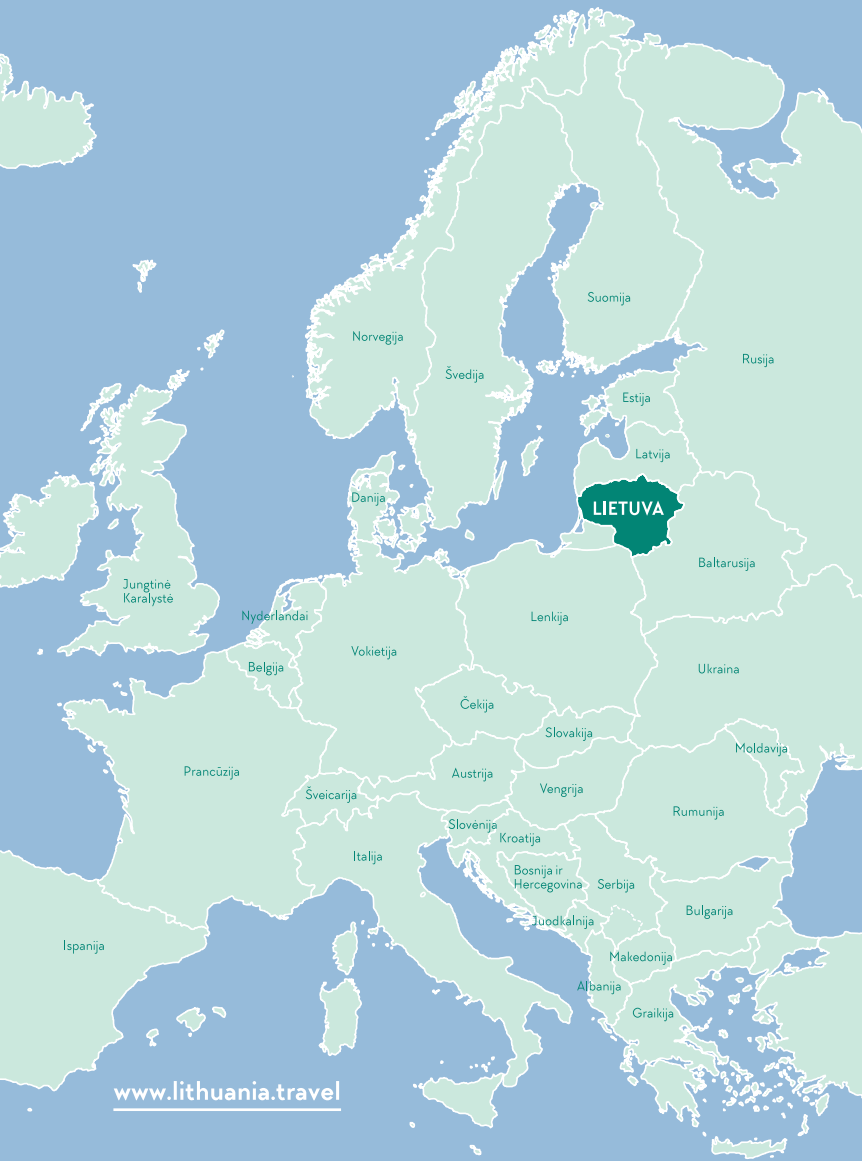 Suomija
Norvegija
Rusija
Švedija
Estija
Latvija
Danija
LIETUVA
Baltarusija
Jungtinė
Karalystė
Nyderlandai
Lenkija
Vokietija
Belgija
Ukraina
Čekija
Slovakija
Moldavija
Prancūzija
Austrija
Šveicarija
Vengrija
Rumunija
Slovėnija
Kroatija
Italija
Bosnija ir
Hercegovina
Serbija
Bulgarija
Juodkalnija
Ispanija
Makedonija
Albanija
Graikija
www.lithuania.travel